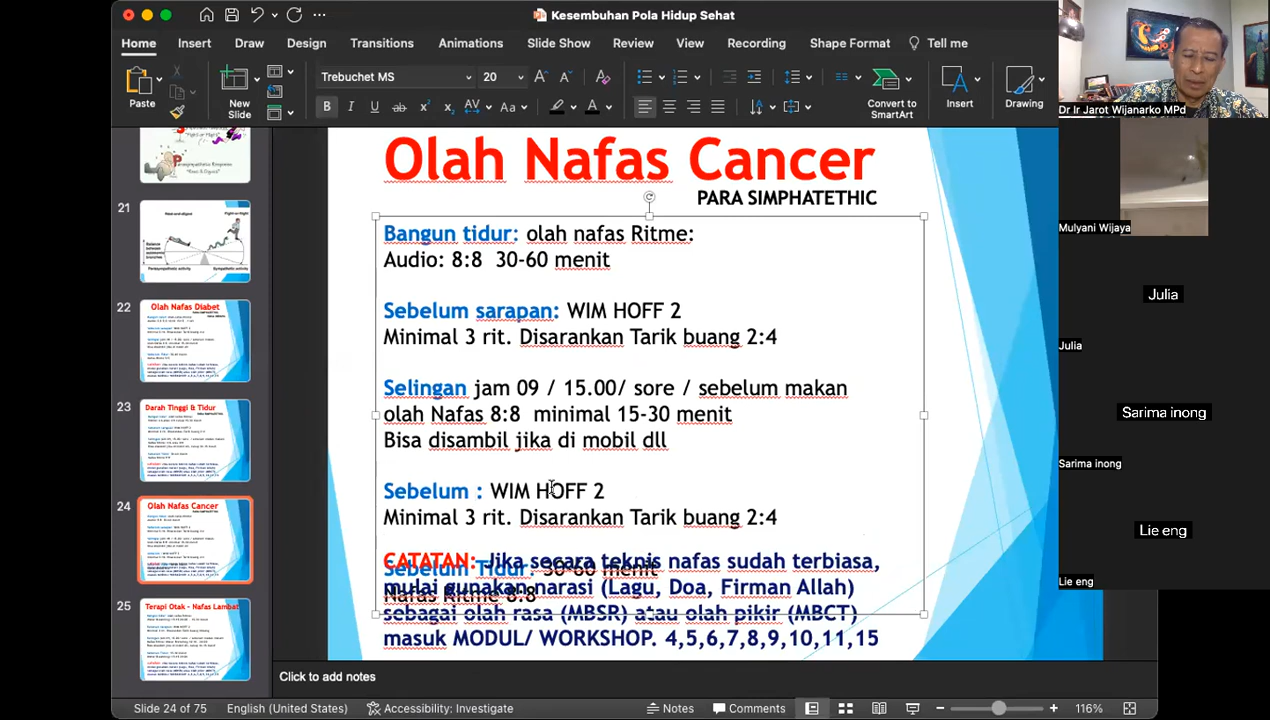 Kesembuhan Pola Hidup Sehat
Home Insert Draw Design Transitions Animations Slide Show Review View Recording Shape Format Tell me
Paste
New
Slide
Trebuchet MS
20
Convert to
SmartArt
Insert
Drawing
Dr Ir Jarot Wijanarko MPd
Mulyani Wijaya
Julia
Julia
Sarima inong
Sarima inong
Lie eng
Lie eng
21
22
Olah Nafas Diabet
23
Darah Tinggi & Tidur
24
Olah Nafas Cancer
25
Terapi Otak - Nafas Lambat
Olah Nafas Cancer
PARA SIMPHATETHIC
Bangun tidur: olah nafas Ritme:
Audio: 8:8 30-60 menit
Sebelum sarapan: WIM HOFF 2
Minimal 3 rit. Disarankan Tarik buang 2:4
Selingan jam 09 / 15.00/ sore / sebelum makan
olah Nafas 8:8 minimal 15-30 menit
Bisa disambil jika di mobil dll
Sebelum : WIM HOFF 2
Minimal 3 rit. Disarankan Tarik buang 2:4
CATATAN: Jika secara teknis nafas sudah terbiasa,
Sebelum Tidur: 30-60 menit
mulai gunakan narasi (Lagu, Doa, Firman Allah)
Nafas Ritme 8:8
sebagai olah rasa (MBSR) atau olah pikir (MBCT)
masuk MODUL/ WORKSHOP. 4,5,6,7,8,9,10,11,15
Click to add notes
Slide 24 of 75 English (United States) Accessibility: Investigate Notes Comments 116%